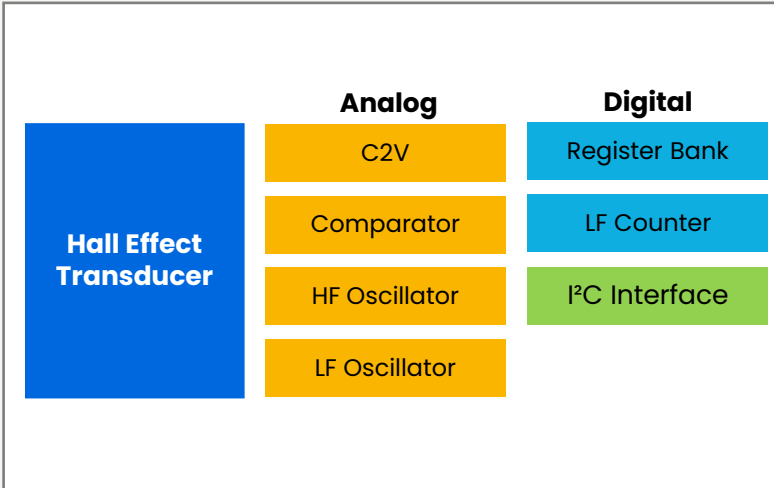 Analog
Digital
Hall Effect
Transducer
C2V
Comparator
HF Oscillator
LF Oscillator
Register Bank
LF Counter
I²C Interface